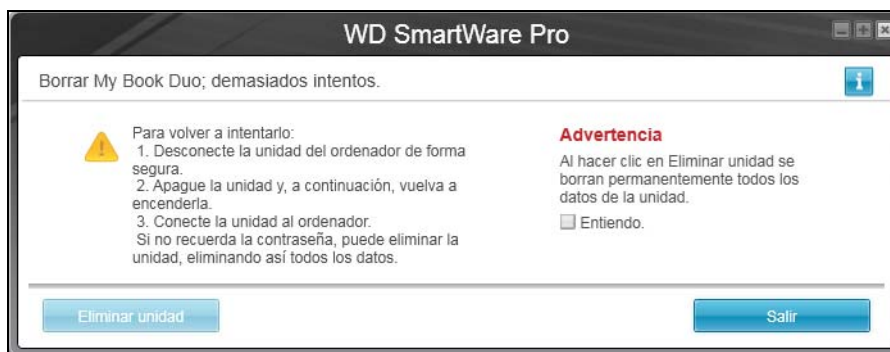 WD SmartWare Pro
Borrar My Book Duo; demasiados intentos.
Para volver a intentarlo:
1. Desconecte la unidad del ordenador de forma
segura.
2. Apague la unidad y, a continuación, vuelva a
encenderla.
3. Conecte la unidad al ordenador.
Si no recuerda la contraseña, puede eliminar la
unidad, eliminando así todos los datos.
Advertencia
Al hacer clic en Eliminar unidad se
borran permanentemente todos los
datos de la unidad.
Entiendo.
Eliminar unidad
Salir